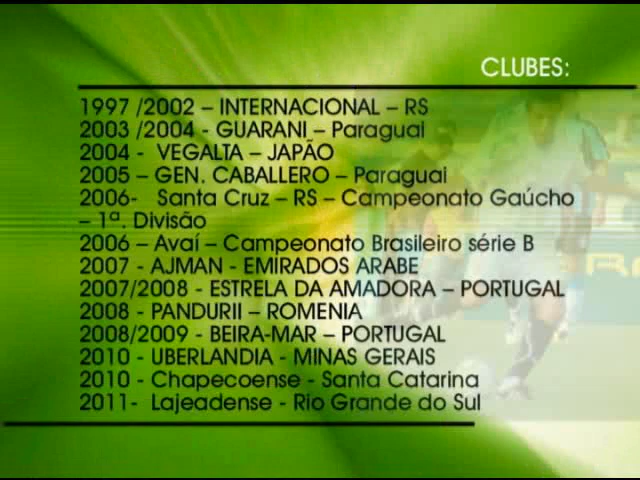 CLUBES:
1997 /2002 – INTERNACIONAL – RS
2003 /2004 - GUARANI – Paraguai
2004 - VEGALTA – JAPÃO
2005 – GEN. CABALLERO – Paraguai
2006- Santa Cruz – RS – Campeonato Gaúcho
– 1ª. Divisão
2006 – Avaí – Campeonato Brasileiro série B
2007 - AJMAN - EMIRADOS ARABE
2007/2008 - ESTRELA DA AMADORA – PORTUGAL
2008 - PANDURII – ROMENIA
2008/2009 - BEIRA-MAR – PORTUGAL
2010 - UBERLANDIA - MINAS GERAIS
2010 - Chapecoense - Santa Catarina
2011- Lajeadense - Rio Grande do Sul